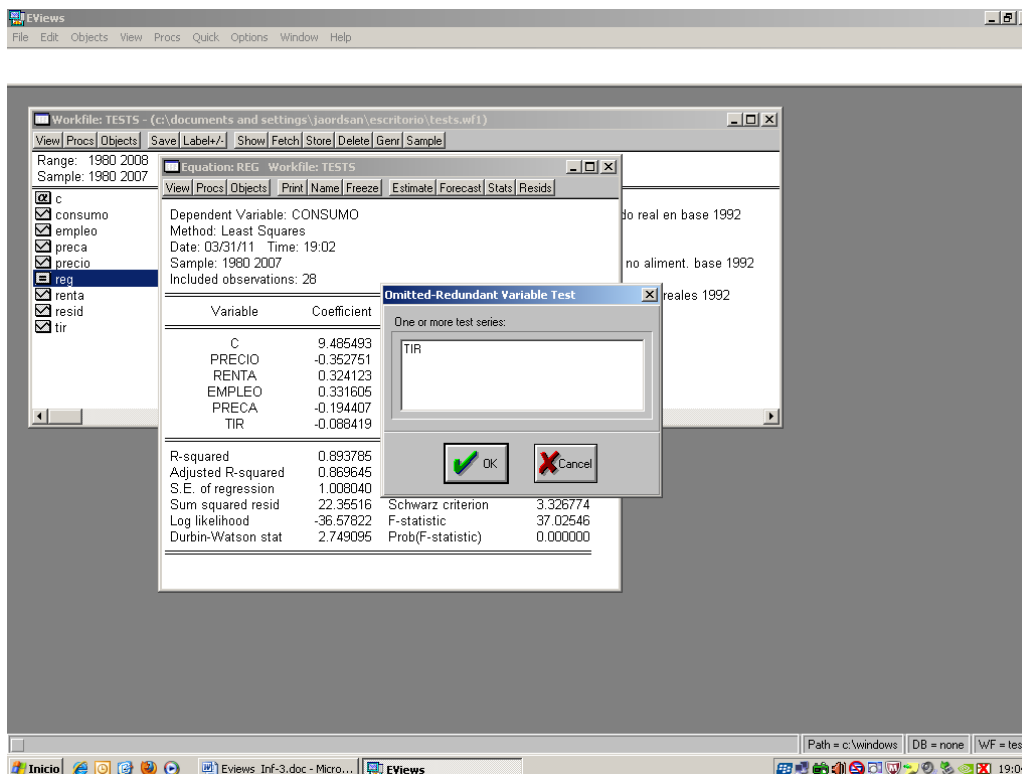 EViews
File Edit Objects View Procs Quick Options Window Help
Workfile: TESTS - (c:\documents and settings\jaordsan\escritorio\tests.wf1)
View Procs Objects Save Label+/- Show Fetch Store Delete Genr Sample
Range: 1980 2008
Sample: 1980 2007
c
consumo
empleo
preca
precio
reg
renta
resid
tir
do real en base 1992
no aliment. base 1992
reales 1992
Equation: REG Workfile: TESTS
View Procs Objects Print Name Freeze Estimate Forecast Stats Resids
Dependent Variable: CONSUMO
Method: Least Squares
Date: 03/31/11 Time: 19:02
Sample: 1980 2007
Included observations: 28
Variable Coefficient
C 9.485493
PRECIO -0.352751
RENTA 0.324123
EMPLEO 0.331605
PRECA -0.194407
TIR -0.088419
R-squared 0.893785
Adjusted R-squared 0.869645
S.E. of regression 1.008040
Sum squared resid 22.35516 Schwarz criterion 3.326774
Log likelihood -36.57822 F-statistic 37.02546
Durbin-Watson stat 2.749095 Prob(F-statistic) 0.000000
Omitted-Redundant Variable Test
One or more test series:
TIR
OK
Cancel
Path = c:\windows DB = none WF = tes
Inicio Eviews_Inf-3.doc - Micro... EViews 19:0